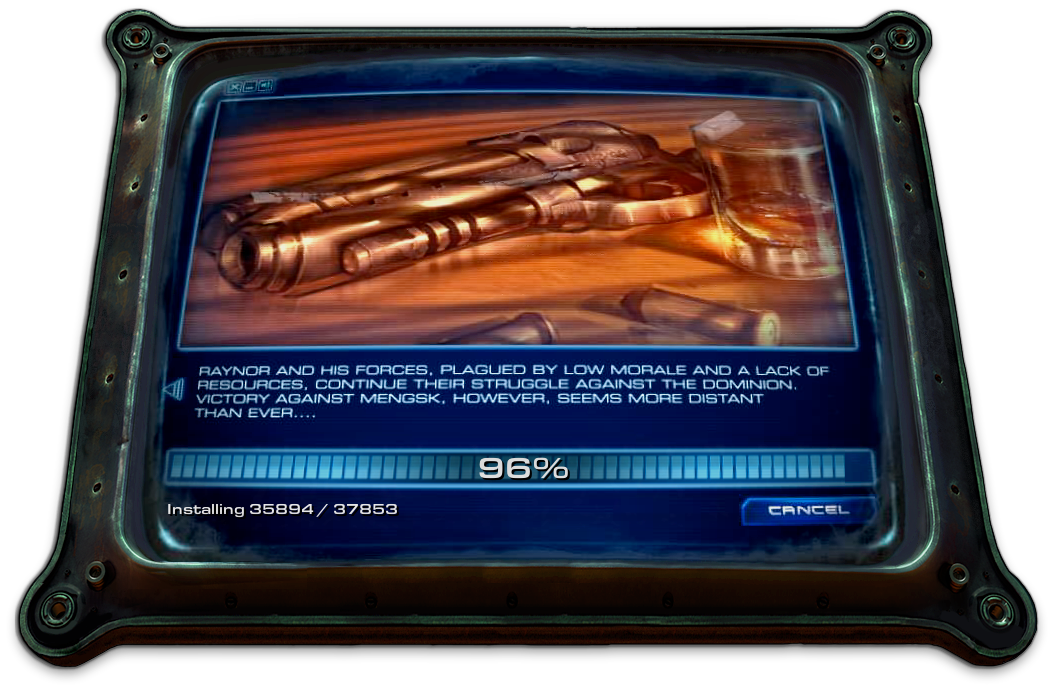 RAYNOR AND HIS FORCES, PLAGUED BY LOW MORALE AND A LACK OF
RESOURCES, CONTINUE THEIR STRUGGLE AGAINST THE DOMINION.
VICTORY AGAINST MENGSK, HOWEVER, SEEMS MORE DISTANT
THAN EVER....
96%
Installing 35894 / 37853
CANCEL